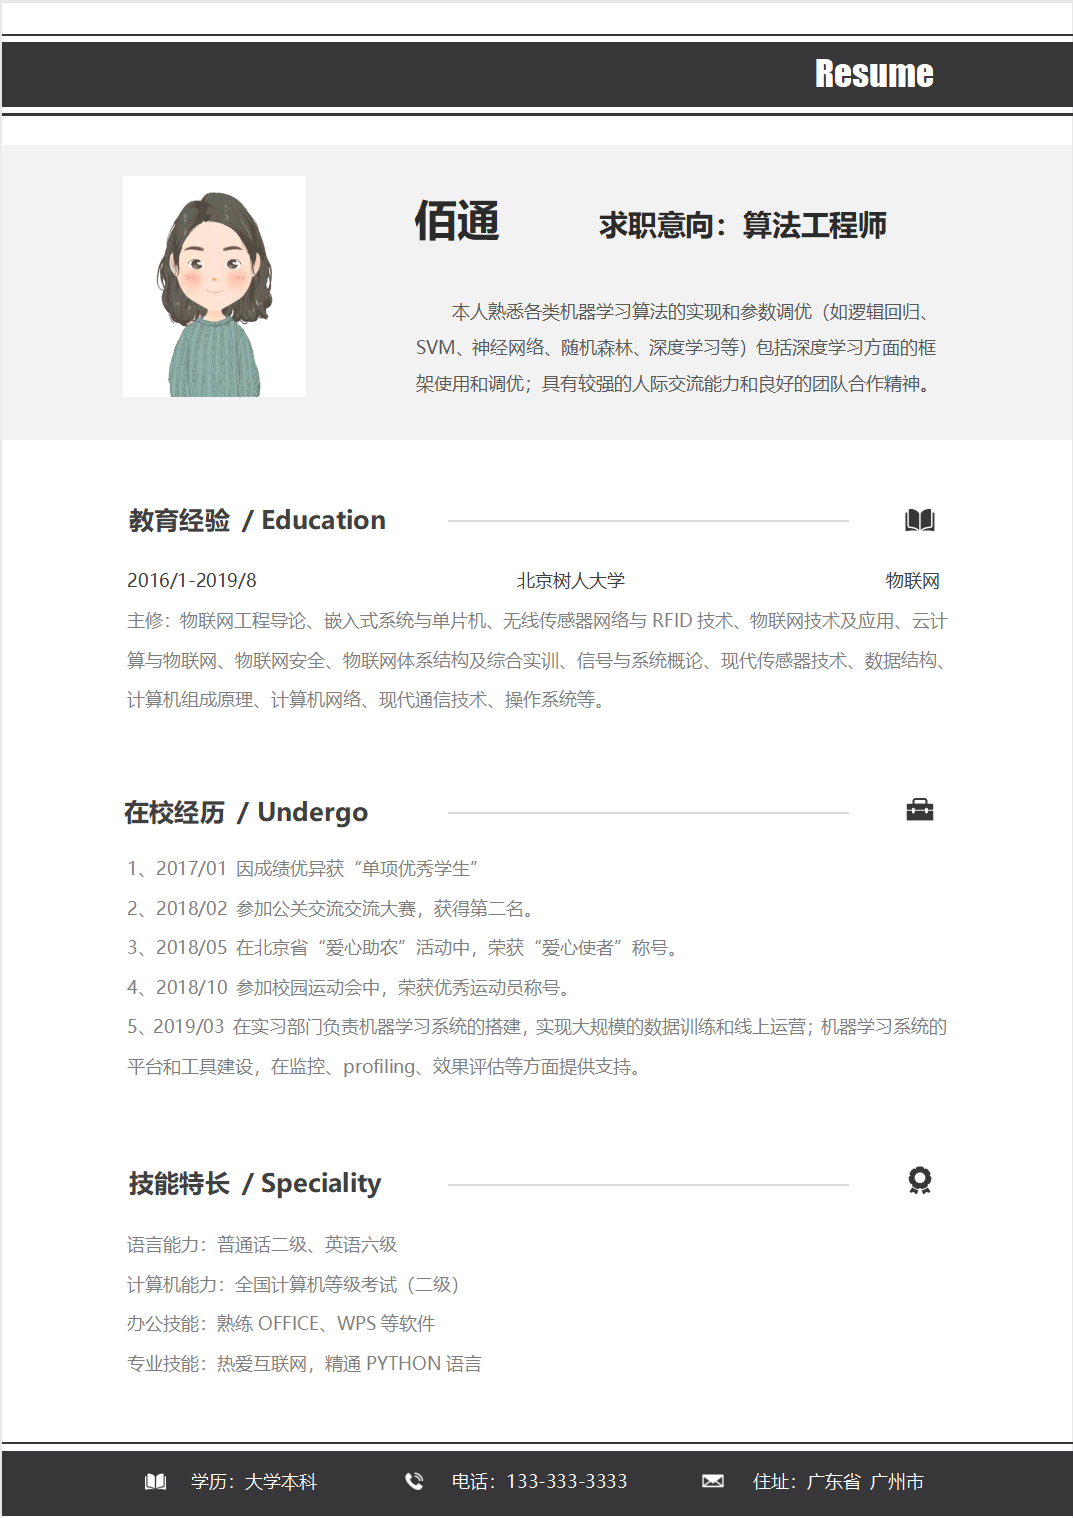 Resume
佰通
求职意向：算法工程师
本人熟悉各类机器学习算法的实现和参数调优（如逻辑回归、
SVM、神经网络、随机森林、深度学习等）包括深度学习方面的框
架使用和调优；具有较强的人际交流能力和良好的团队合作精神。
教育经验 / Education
2016/1-2019/8 北京树人大学 物联网
主修：物联网工程导论、嵌入式系统与单片机、无线传感器网络与 RFID 技术、物联网技术及应用、云计
算与物联网、物联网安全、物联网体系结构及综合实训、信号与系统概论、现代传感器技术、数据结构、
计算机组成原理、计算机网络、现代通信技术、操作系统等。
在校经历 / Undergo
1、2017/01 因成绩优异获“单项优秀学生”
2、2018/02 参加公关交流交流大赛，获得第二名。
3、2018/05 在北京省“爱心助农”活动中，荣获“爱心使者”称号。
4、2018/10 参加校园运动会中，荣获优秀运动员称号。
5、2019/03 在实习部门负责机器学习系统的搭建，实现大规模的数据训练和线上运营；机器学习系统的
平台和工具建设，在监控、profiling、效果评估等方面提供支持。
技能特长 / Speciality
语言能力：普通话二级、英语六级
计算机能力：全国计算机等级考试（二级）
办公技能：熟练 OFFICE、WPS 等软件
专业技能：热爱互联网，精通 PYTHON 语言
学历：大学本科 电话：133-333-3333 住址：广东省 广州市